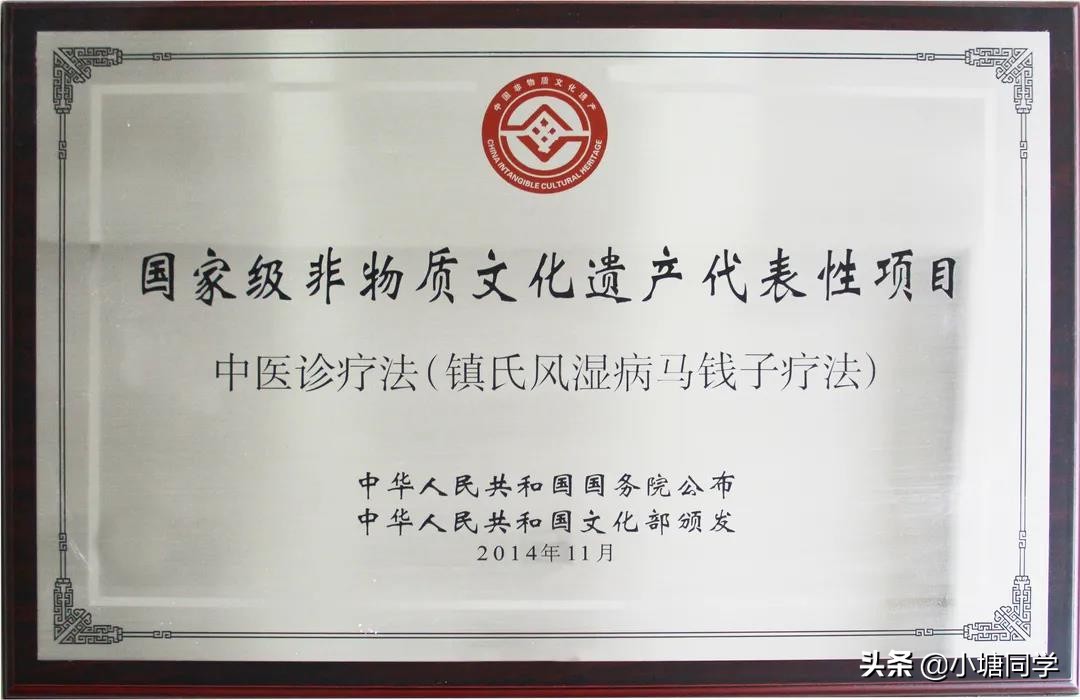 中国非物质文化遗产
CHINA INTANGIBLE CULTURAL HERITAGE
国家级非物质文化遗产代表性项目
中医诊疗法(镇氏风湿病马钱子疗法)
中华人民共和国国务院公布
中华人民共和国文化部颁发
2014年11月
头条 @小塘同学